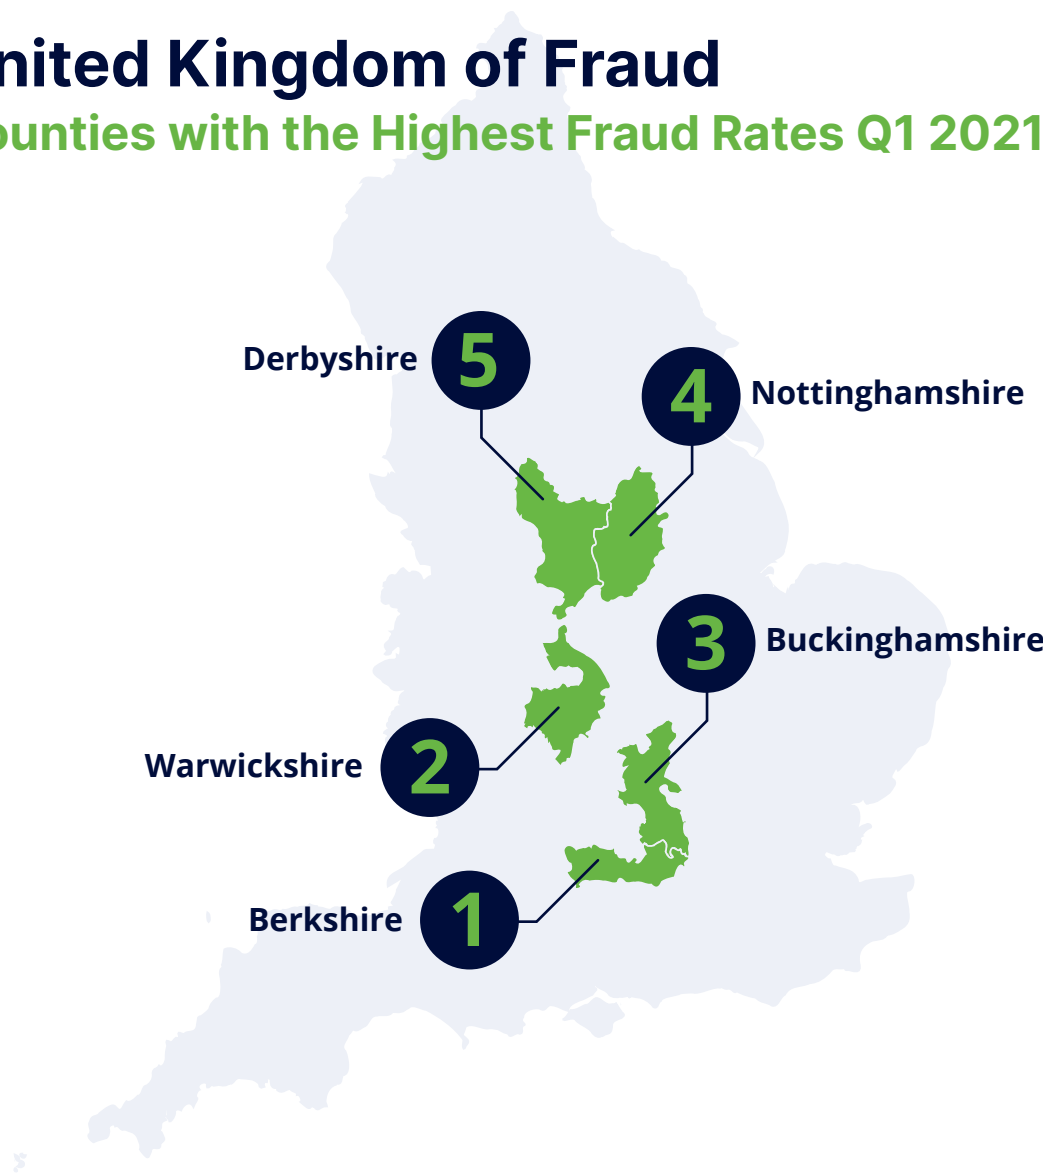 nited Kingdom of Fraud
ounties with the Highest Fraud Rates Q1 2021
Derbyshire 5
4 Nottinghamshire
3 Buckinghamshire
Warwickshire 2
Berkshire 1